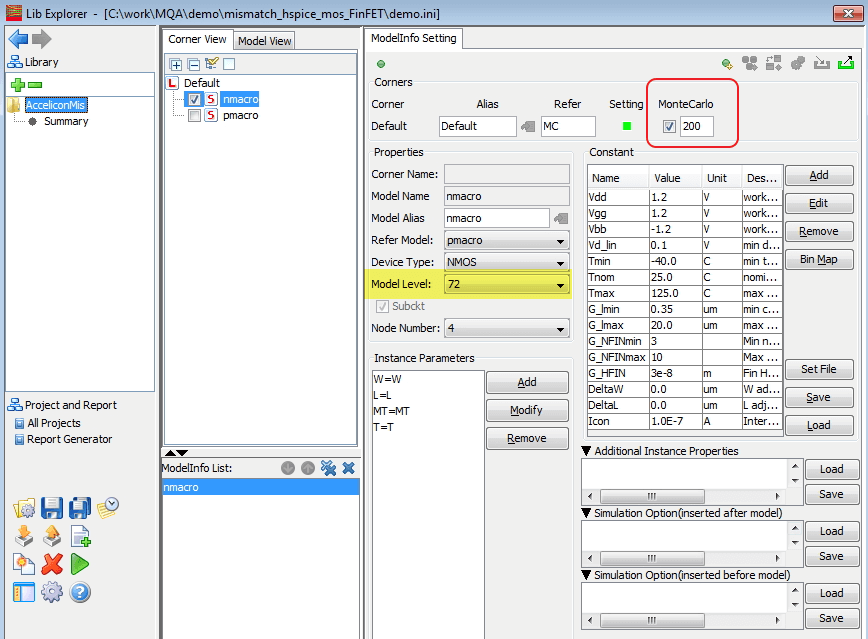 Lib Explorer - [C:\work\MQA\demo\mismatch_hspice_mos_FinFET\demo.ini]
Library
AcceliconMis
Summary
Project and Report
All Projects
Report Generator
Corner View
Model View
L Default
S nmacro
S pmacro
ModelInfo List:
nmacro
ModelInfo Setting
Corners
Corner Alias Refer Setting MonteCarlo
Default Default MC 200
Properties
Corner Name:
Model Name nmacro
Model Alias nmacro
Refer Model: pmacro
Device Type: NMOS
Model Level: 72
Subckt
Node Number: 4
Instance Parameters
W=W
L=L
MT=MT
T=T
Add
Modify
Remove
Constant
Name Value Unit Des...
Vdd 1.2 V work...
Vgg 1.2 V work...
Vbb -1.2 V work...
Vd_lin 0.1 V min d...
Tmin -40.0 C min t...
Tnom 25.0 C nomi...
Tmax 125.0 C max ...
G_lmin 0.35 um min c...
G_lmax 20.0 um max ...
G_NFINmin 3 Min n...
G_NFINmax 10 Max ...
G_HFIN 3e-8 m Fin H...
DeltaW 0.0 um W ad...
DeltaL 0.0 um L adj...
Icon 1.0E-7 A Inter...
Add
Edit
Remove
Bin Map
Set File
Save
Load
Additional Instance Properties
Load
Save
Simulation Option(inserted after model)
Load
Save
Simulation Option(inserted before model)
Load
Save